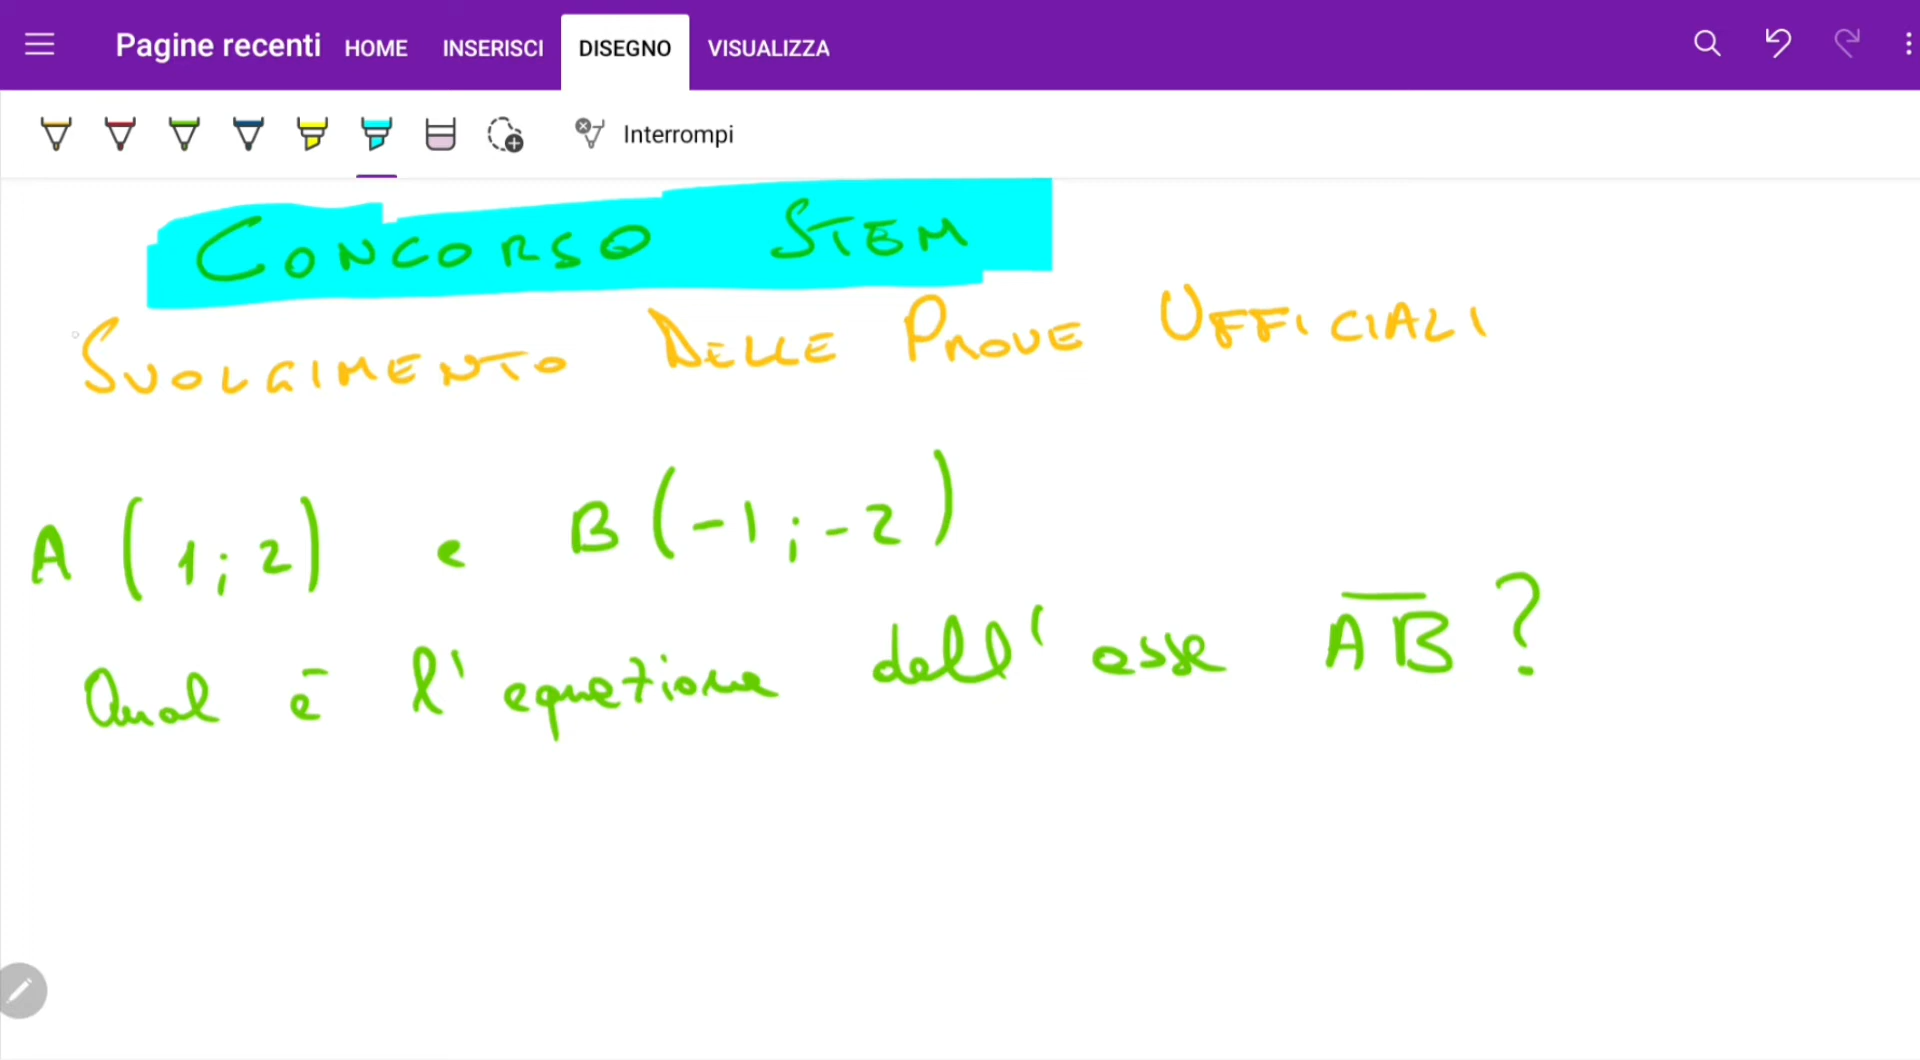 Pagine recenti HOME INSERISCI DISEGNO VISUALIZZA
Interrompi
CONCORSO STEM
SVOLGIMENTO DELLE PROVE UFFICIALI
A (1;2) e B (-1;-2)
Qual è l'equazione dell'asse AB?